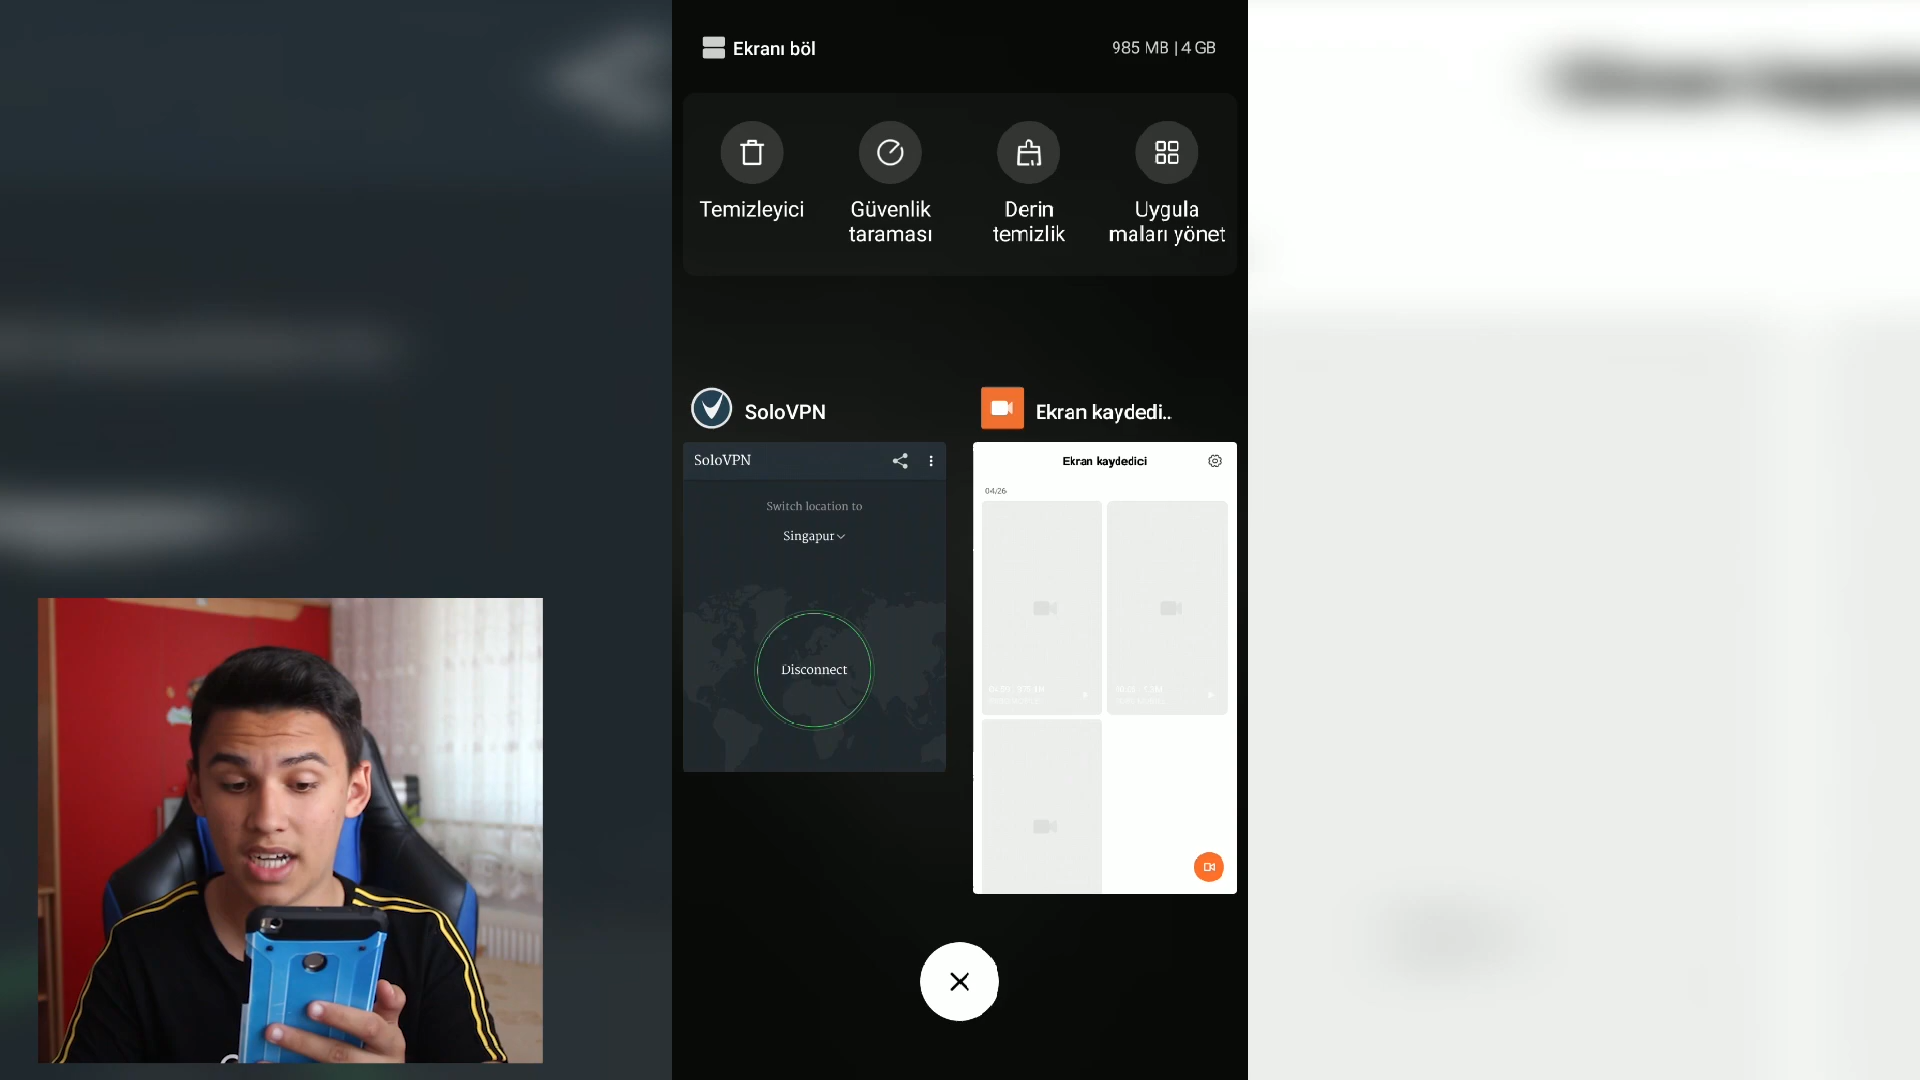 Ekranı böl
985 MB | 4 GB
Temizleyici
Güvenlik
taraması
Derin
temizlik
Uygula
maları yönet
SoloVPN
Ekran kaydedi..
SoloVPN
Switch location to
Singapur
Disconnect
Ekran kaydedici
04/26